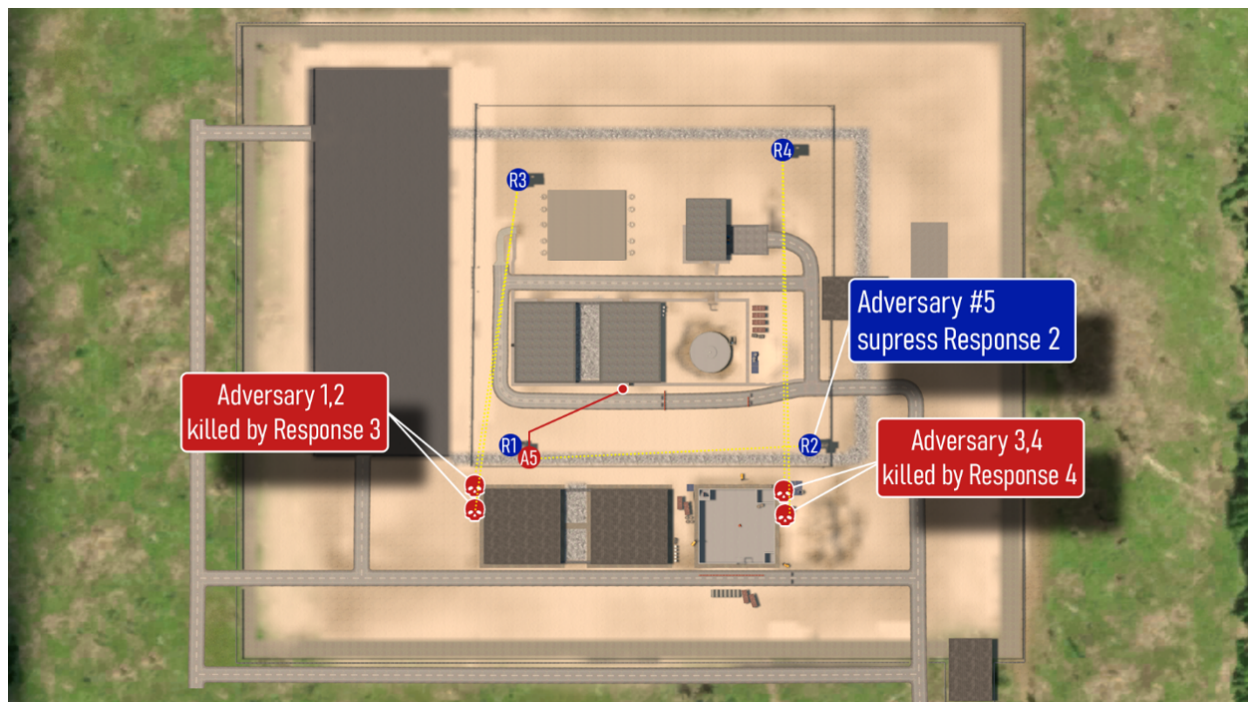 R4
R3
Adversary #5
supress Response 2
Adversary 1,2
killed by Response 3
R1
A5
R2
Adversary 3,4
killed by Response 4